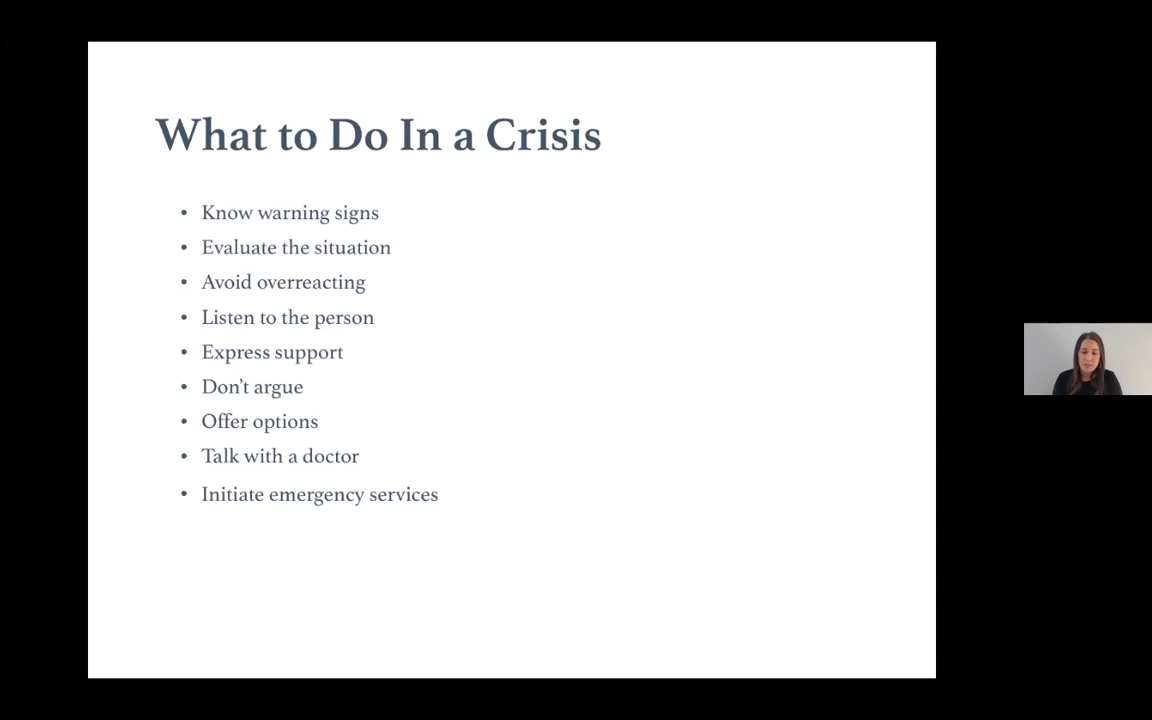 What to Do In a Crisis
• Know warning signs
• Evaluate the situation
• Avoid overreacting
• Listen to the person
• Express support
• Don't argue
• Offer options
• Talk with a doctor
• Initiate emergency services